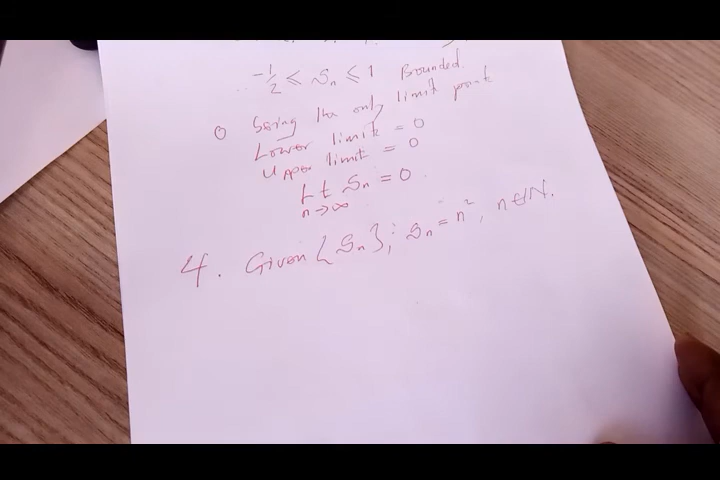 -1/2 ≤ Sn ≤ 1 Bounded.
0 being the only limit point
Lower limit = 0
Upper limit = 0
Lt Sn = 0.
n→∞
4. Given {Sn}; Sn = n², n∈N.